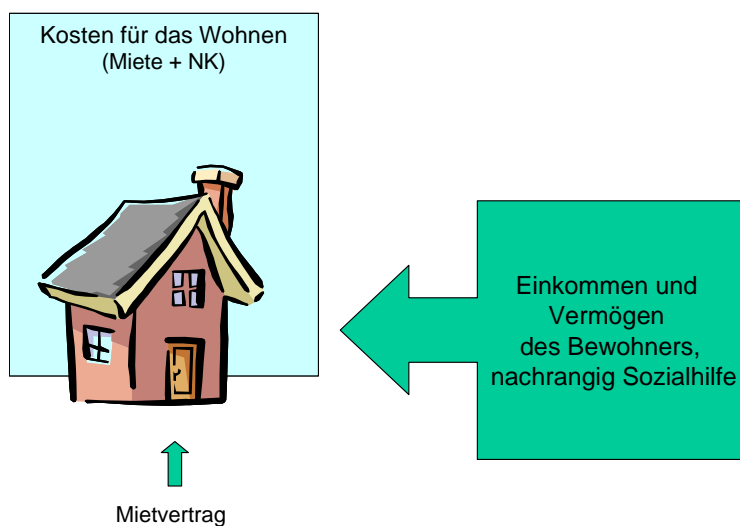 Kosten für das Wohnen
(Miete + NK)
Einkommen und
Vermögen
des Bewohners,
nachrangig Sozialhilfe
Mietvertrag